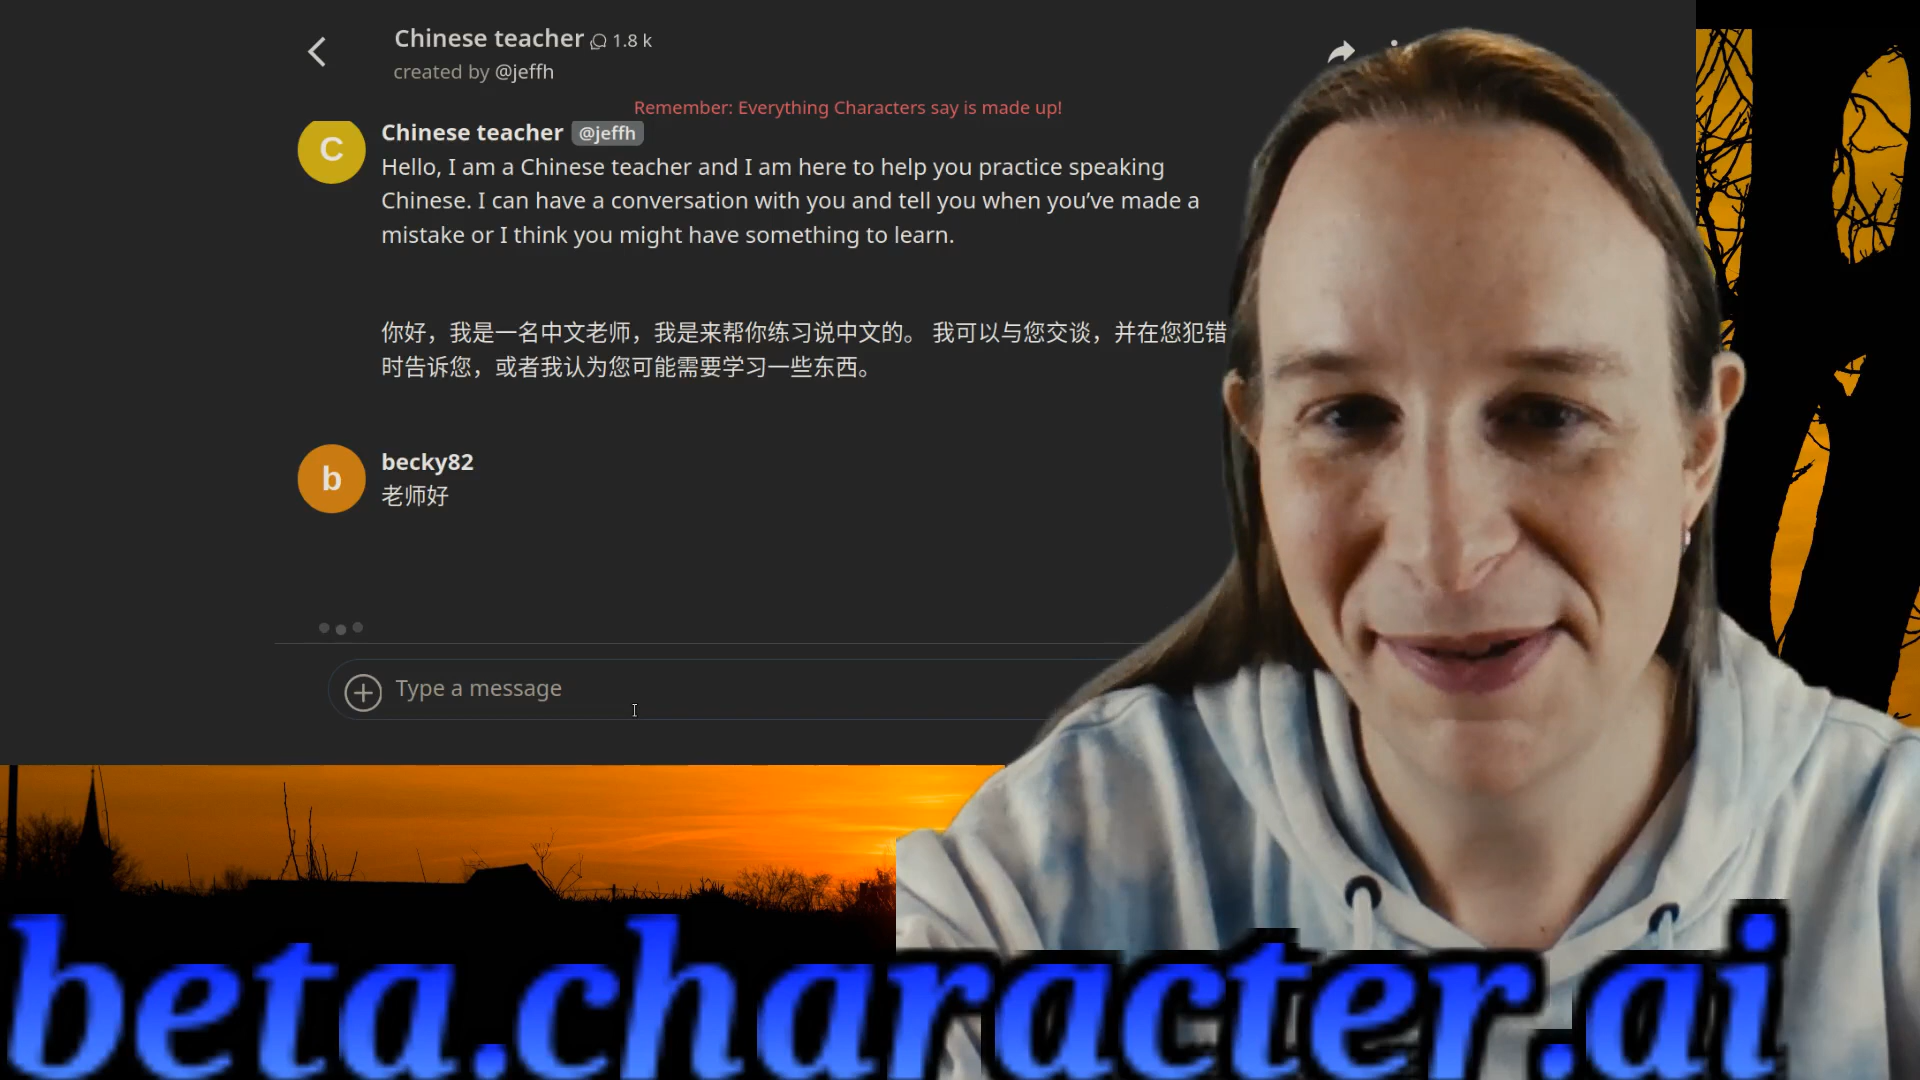 Chinese teacher 1.8 k
created by @jeffh
Remember: Everything Characters say is made up!
C
Chinese teacher @jeffh
Hello, I am a Chinese teacher and I am here to help you practice speaking
Chinese. I can have a conversation with you and tell you when you’ve made a
mistake or I think you might have something to learn.
你好，我是一名中文老师，我是来帮你练习说中文的。 我可以与您交谈，并在您犯错
时告诉您，或者我认为您可能需要学习一些东西。
b
becky82
老师好
Type a message
beta.character.ai